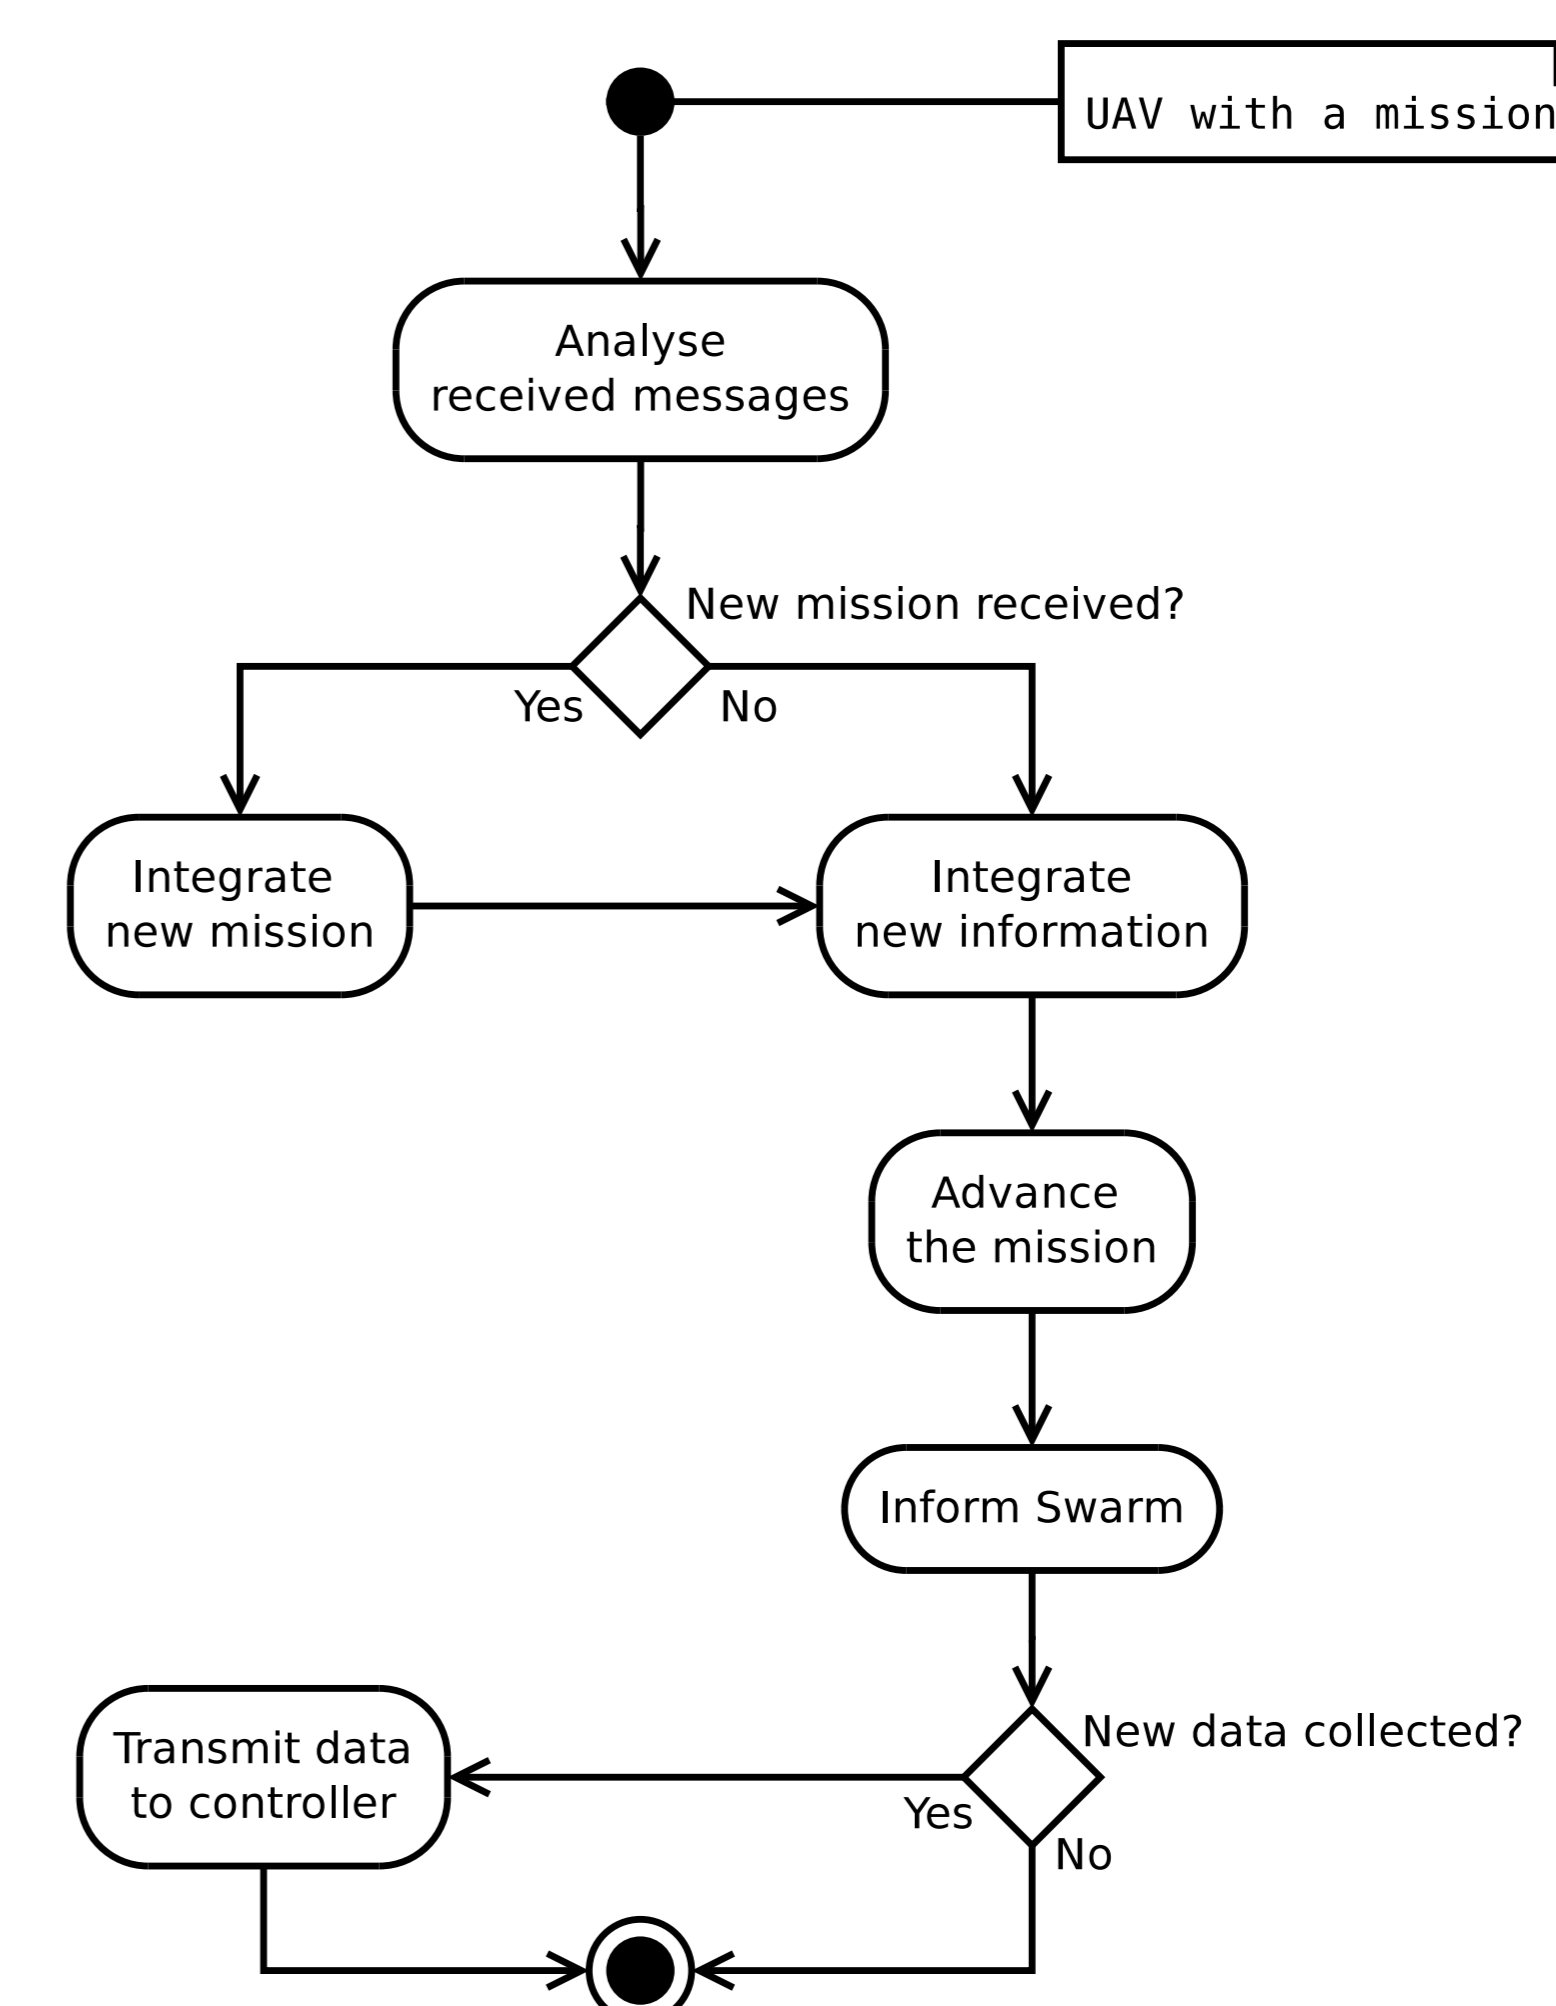 UAV with a mission
Analyse
received messages
New mission received?
Yes
No
Integrate
new mission
Integrate
new information
Advance
the mission
Inform Swarm
New data collected?
Transmit data
to controller
Yes
No